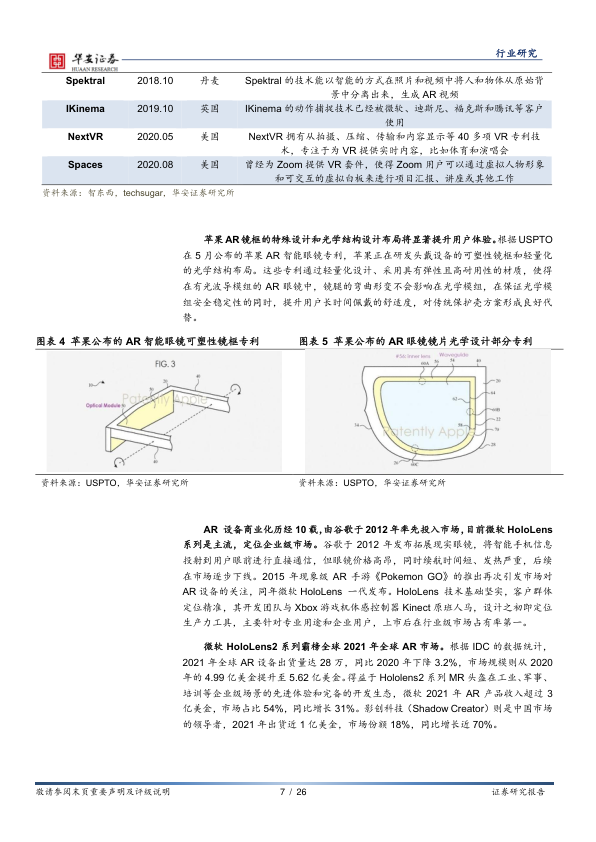 华安证券
HUAAN RESEARCH
行业研究
Spektral 2018.10 丹麦 Spektral 的技术能以智能的方式在照片和视频中将人和物体从原始背
景中分离出来，生成 AR 视频
IKinema 2019.10 英国 IKinema 的动作捕捉技术已经被微软、迪斯尼、福克斯和腾讯等客户
使用
NextVR 2020.05 美国 NextVR 拥有从拍摄、压缩、传输和内容显示等 40 多项 VR 专利技
术，专注于为 VR 提供实时内容，比如体育和演唱会
Spaces 2020.08 美国 曾经为 Zoom 提供 VR 套件，使得 Zoom 用户可以通过虚拟人物形象
和可交互的虚拟白板来进行项目汇报、讲座或其他工作
资料来源：智东西，techsugar，华安证券研究所
苹果 AR 镜框的特殊设计和光学结构设计布局将显著提升用户体验。根据 USPTO
在 5 月公布的苹果 AR 智能眼镜专利，苹果正在研发头戴设备的可塑性镜框和轻量化
的光学结构布局。这些专利通过轻量化设计、采用具有弹性且高耐用性的材质，使得
在有光波导模组的 AR 眼镜中，镜腿的弯曲形变不会影响在光学模组，在保证光学模
组安全稳定性的同时，提升用户长时间佩戴的舒适度，对传统保护壳方案形成良好代
替。
图表 4 苹果公布的 AR 智能眼镜可塑性镜框专利
图表 5 苹果公布的 AR 眼镜镜片光学设计部分专利
FIG. 3
Optical Module
Patently Apple
Waveguide
Patently Apple
资料来源：USPTO，华安证券研究所
资料来源：USPTO，华安证券研究所
AR 设备商业化历经 10 载，由谷歌于 2012 年率先投入市场，目前微软 HoloLens
系列是主流，定位企业级市场。谷歌于 2012 年发布拓展现实眼镜，将智能手机信息
投射到用户眼前进行直接通信，但眼镜价格高昂，同时续航时间短、发热严重，后续
在市场逐步下线。2015 年现象级 AR 手游《Pokemon GO》的推出再次引发市场对
AR 设备的关注，同年微软 HoloLens 一代发布。HoloLens 技术基础坚实，客户群体
定位精准，其开发团队与 Xbox 游戏机体感控制器 Kinect 原班人马，设计之初即定位
生产力工具，主要针对专业用途和企业用户，上市后在行业级市场占有率第一。
微软 HoloLens2 系列霸榜全球 2021 年全球 AR 市场。根据 IDC 的数据统计，
2021 年全球 AR 设备出货量达 28 万，同比 2020 年下降 3.2%，市场规模则从 2020
年的 4.99 亿美金提升至 5.62 亿美金。得益于 Hololens2 系列 MR 头盔在工业、军事、
培训等企业级场景的先进体验和完备的开发生态，微软 2021 年 AR 产品收入超过 3
亿美金，市场占比 54%，同比增长 31%。影创科技（Shadow Creator）则是中国市场
的领导者，2021 年出货近 1 亿美金，市场份额 18%，同比增长近 70%。
敬请参阅末页重要声明及评级说明
7 / 26
证券研究报告